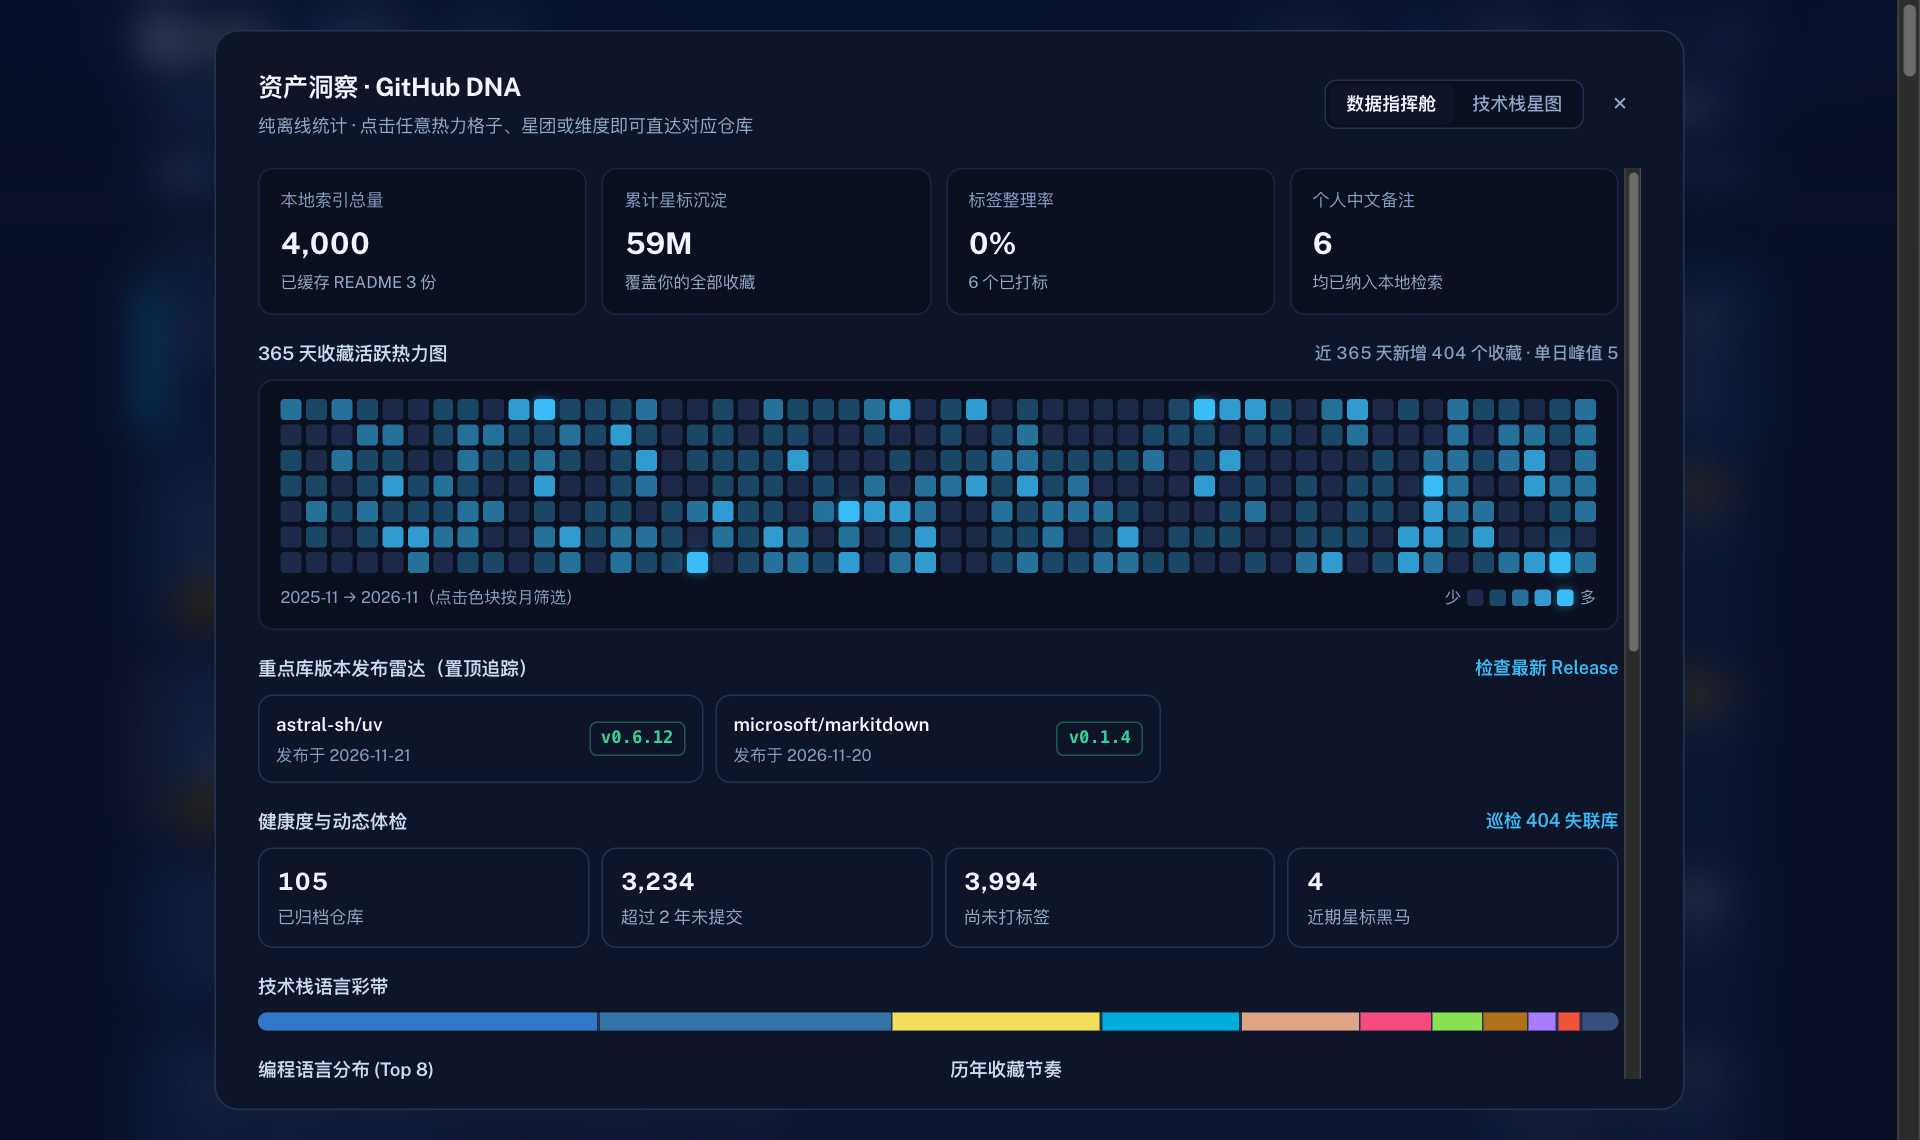 资产洞察 · GitHub DNA
纯离线统计 · 点击任意热力格子、星团或维度即可直达对应仓库
数据指挥舱
技术栈星图
×
本地索引总量
4,000
已缓存 README 3 份
累计星标沉淀
59M
覆盖你的全部收藏
标签整理率
0%
6 个已打标
个人中文备注
6
均已纳入本地检索
365 天收藏活跃热力图
近 365 天新增 404 个收藏 · 单日峰值 5
2025-11 → 2026-11（点击色块按月筛选）
少
多
重点库版本发布雷达（置顶追踪）
检查最新 Release
astral-sh/uv
发布于 2026-11-21
v0.6.12
microsoft/markitdown
发布于 2026-11-20
v0.1.4
健康度与动态体检
巡检 404 失联库
105
已归档仓库
3,234
超过 2 年未提交
3,994
尚未打标签
4
近期星标黑马
技术栈语言彩带
编程语言分布 (Top 8)
历年收藏节奏